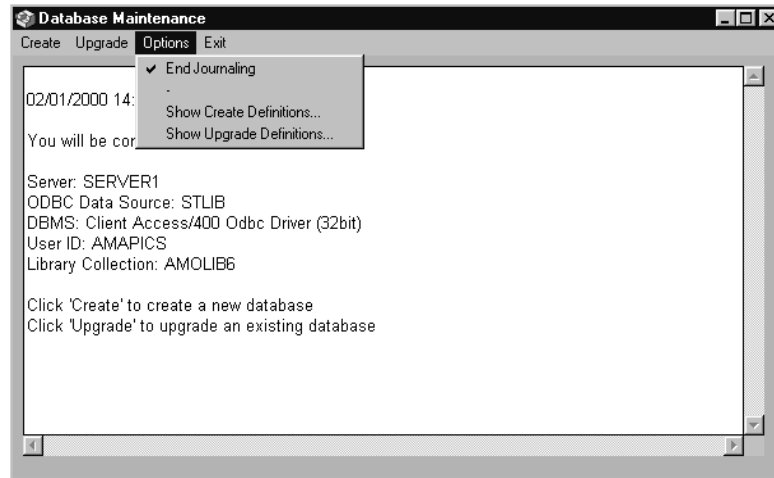 Database Maintenance
Create Upgrade Options Exit
End Journaling
-
Show Create Definitions...
Show Upgrade Definitions...
02/01/2000 14:
You will be
Server: SERVER1
ODBC Data Source: STLIB
DBMS: Client Access/400 Odbc Driver (32bit)
User ID: AMAPICS
Library Collection: AMOLIB6
Click 'Create' to create a new database
Click 'Upgrade' to upgrade an existing database